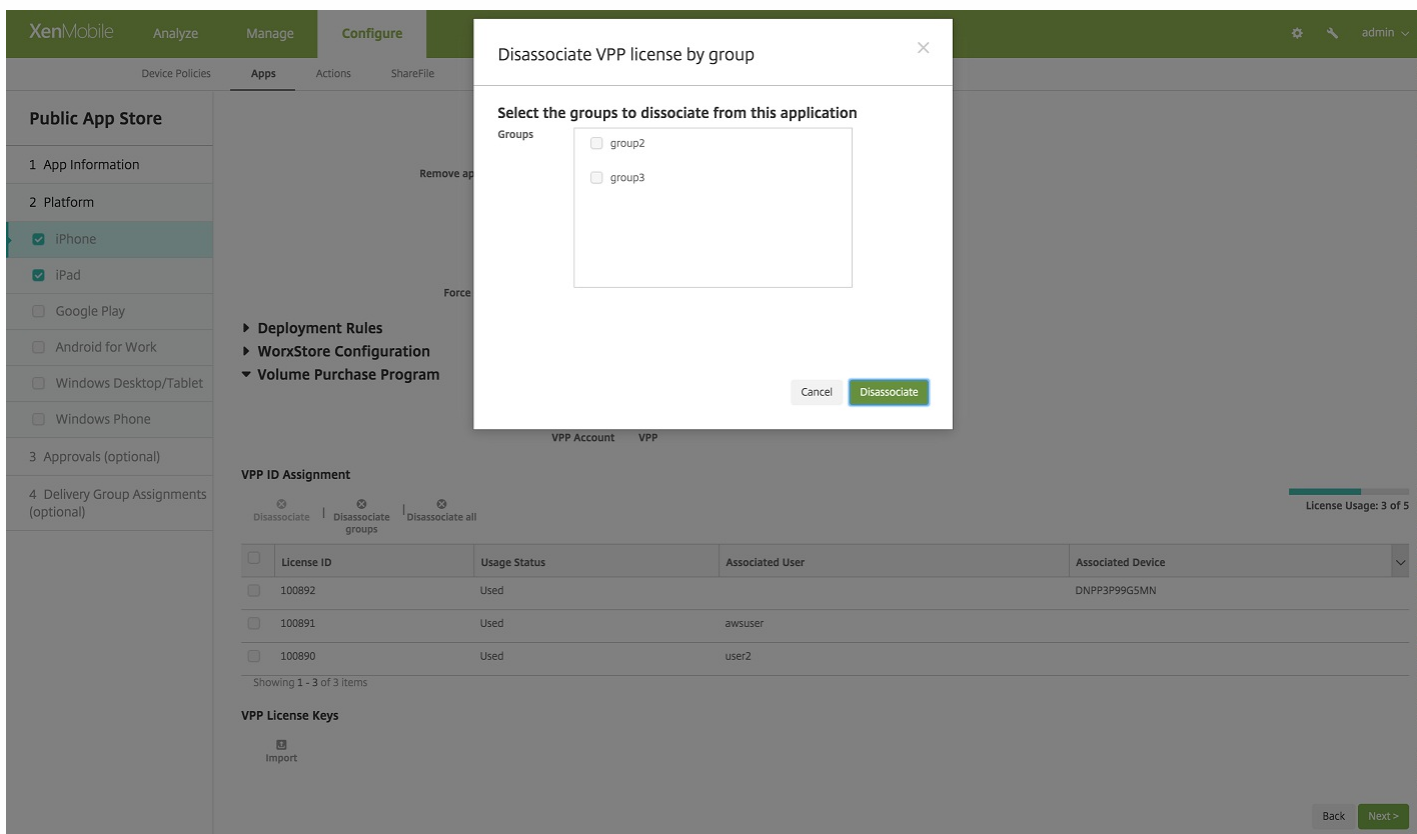 XenMobile Analyze Manage Configure admin
Device Policies Apps Actions ShareFile
Public App Store
1 App Information
2 Platform
iPhone
iPad
Google Play
Android for Work
Windows Desktop/Tablet
Windows Phone
3 Approvals (optional)
4 Delivery Group Assignments
(optional)
Disassociate VPP license by group
Select the groups to dissociate from this application
Groups
group2
group3
Cancel Disassociate
Remove ap
Force
Deployment Rules
WorxStore Configuration
Volume Purchase Program
VPP Account VPP
VPP ID Assignment
Disassociate | Disassociate | Disassociate all
groups
License Usage: 3 of 5
License ID Usage Status Associated User Associated Device
100892 Used DNPP3P99G5MN
100891 Used awsuser
100890 Used user2
Showing 1 - 3 of 3 items
VPP License Keys
Import
Back Next >